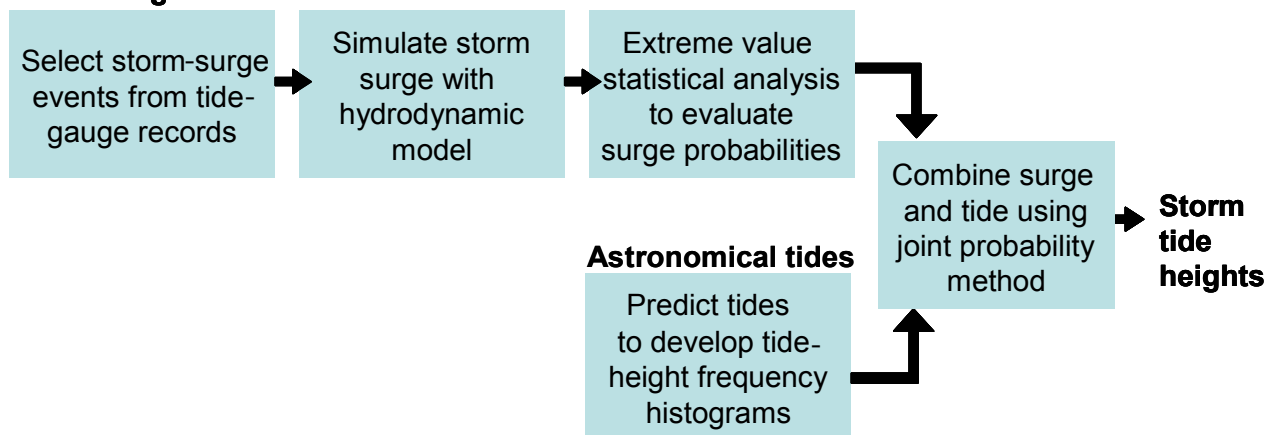 Select storm-surge
events from tide-
gauge records
Simulate storm
surge with
hydrodynamic
model
Extreme value
statistical analysis
to evaluate
surge probabilities
Combine surge
and tide using
joint probability
method
Storm
tide
heights
Astronomical tides
Predict tides
to develop tide-
height frequency
histograms